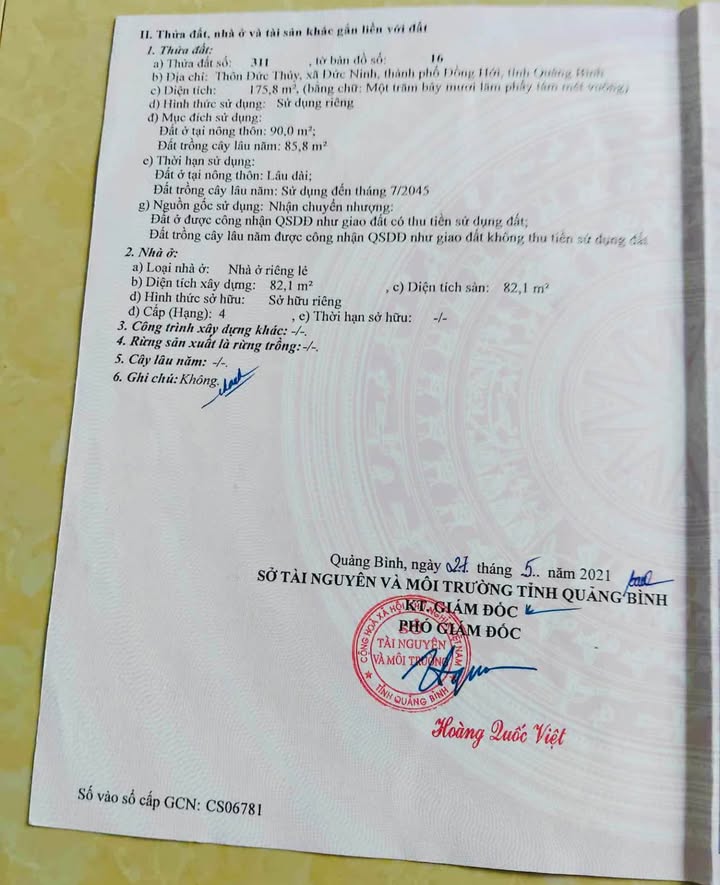 II. Thửa đất, nhà ở và tài sản khác gắn liền với đất
1. Thửa đất:
a) Thửa đất số: 311 , tờ bản đồ số: 16
b) Địa chỉ: Thôn Đức Thủy, xã Đức Ninh, thành phố Đồng Hới, tỉnh Quảng Bình
c) Diện tích: 175,8 m², (bằng chữ: Một trăm bảy mươi lăm phẩy tám mét vuông)
d) Hình thức sử dụng: Sử dụng riêng
đ) Mục đích sử dụng:
Đất ở tại nông thôn: 90,0 m²;
Đất trồng cây lâu năm: 85,8 m²
e) Thời hạn sử dụng:
Đất ở tại nông thôn: Lâu dài;
Đất trồng cây lâu năm: Sử dụng đến tháng 7/2045
g) Nguồn gốc sử dụng: Nhận chuyển nhượng:
Đất ở được công nhận QSDĐ như giao đất có thu tiền sử dụng đất;
Đất trồng cây lâu năm được công nhận QSDĐ như giao đất không thu tiền sử dụng đất
2. Nhà ở:
a) Loại nhà ở: Nhà ở riêng lẻ
b) Diện tích xây dựng: 82,1 m² , c) Diện tích sàn: 82,1 m²
d) Hình thức sở hữu: Sở hữu riêng
đ) Cấp (Hạng): 4 , e) Thời hạn sở hữu: -/-
3. Công trình xây dựng khác: -/-.
4. Rừng sản xuất là rừng trồng: -/-.
5. Cây lâu năm: -/-.
6. Ghi chú: Không.
Quảng Bình, ngày 27 tháng 5.. năm 2021
SỞ TÀI NGUYÊN VÀ MÔI TRƯỜNG TỈNH QUẢNG BÌNH
KT. GIÁM ĐỐC
PHÓ GIÁM ĐỐC
CỘNG HOÀ XÃ HỘI CHỦ NGHĨA VIỆT NAM
SỞ
TÀI NGUYÊN
VÀ MÔI TRƯỜNG
TỈNH QUẢNG BÌNH
Hoàng Quốc Việt
Số vào sổ cấp GCN: CS06781